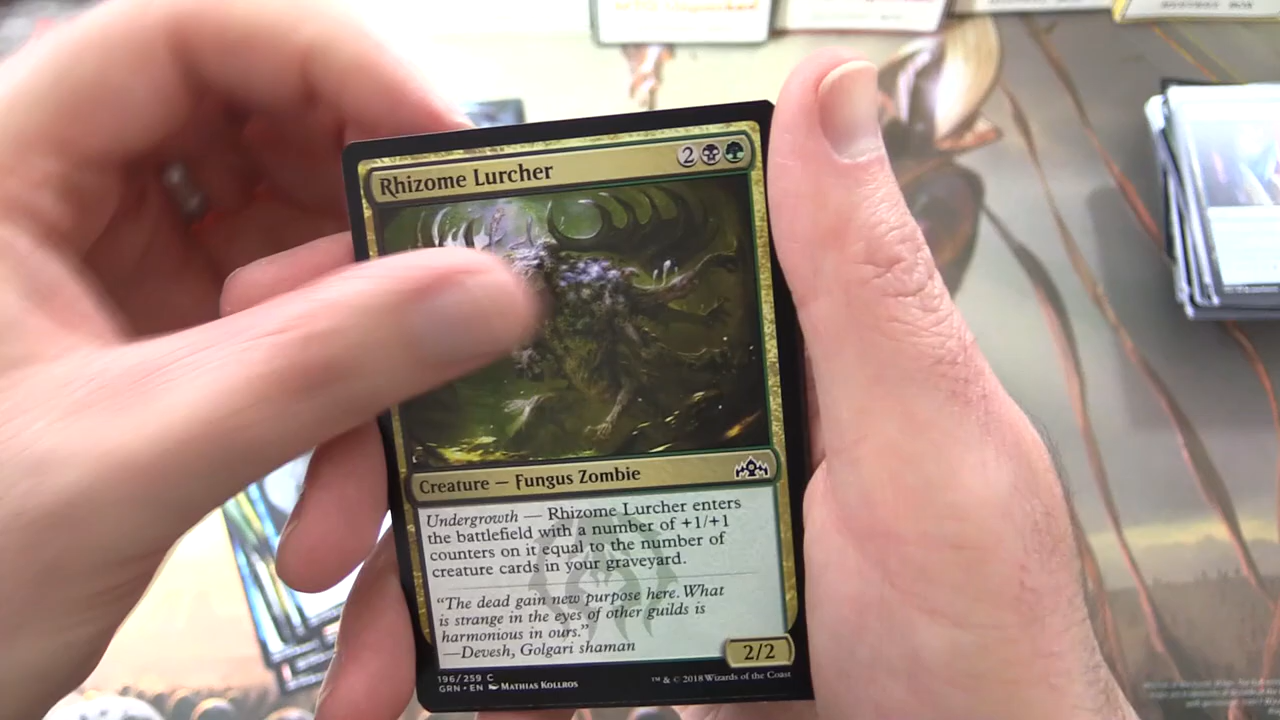 Rhizome Lurcher
2
Creature — Fungus Zombie
Undergrowth — Rhizome Lurcher enters
the battlefield with a number of +1/+1
counters on it equal to the number of
creature cards in your graveyard.
“The dead gain new purpose here. What
is strange in the eyes of other guilds is
harmonious in ours.”
—Devesh, Golgari shaman
2/2
196/259 C
GRN • EN Mathias Kollros
™ & © 2018 Wizards of the Coast